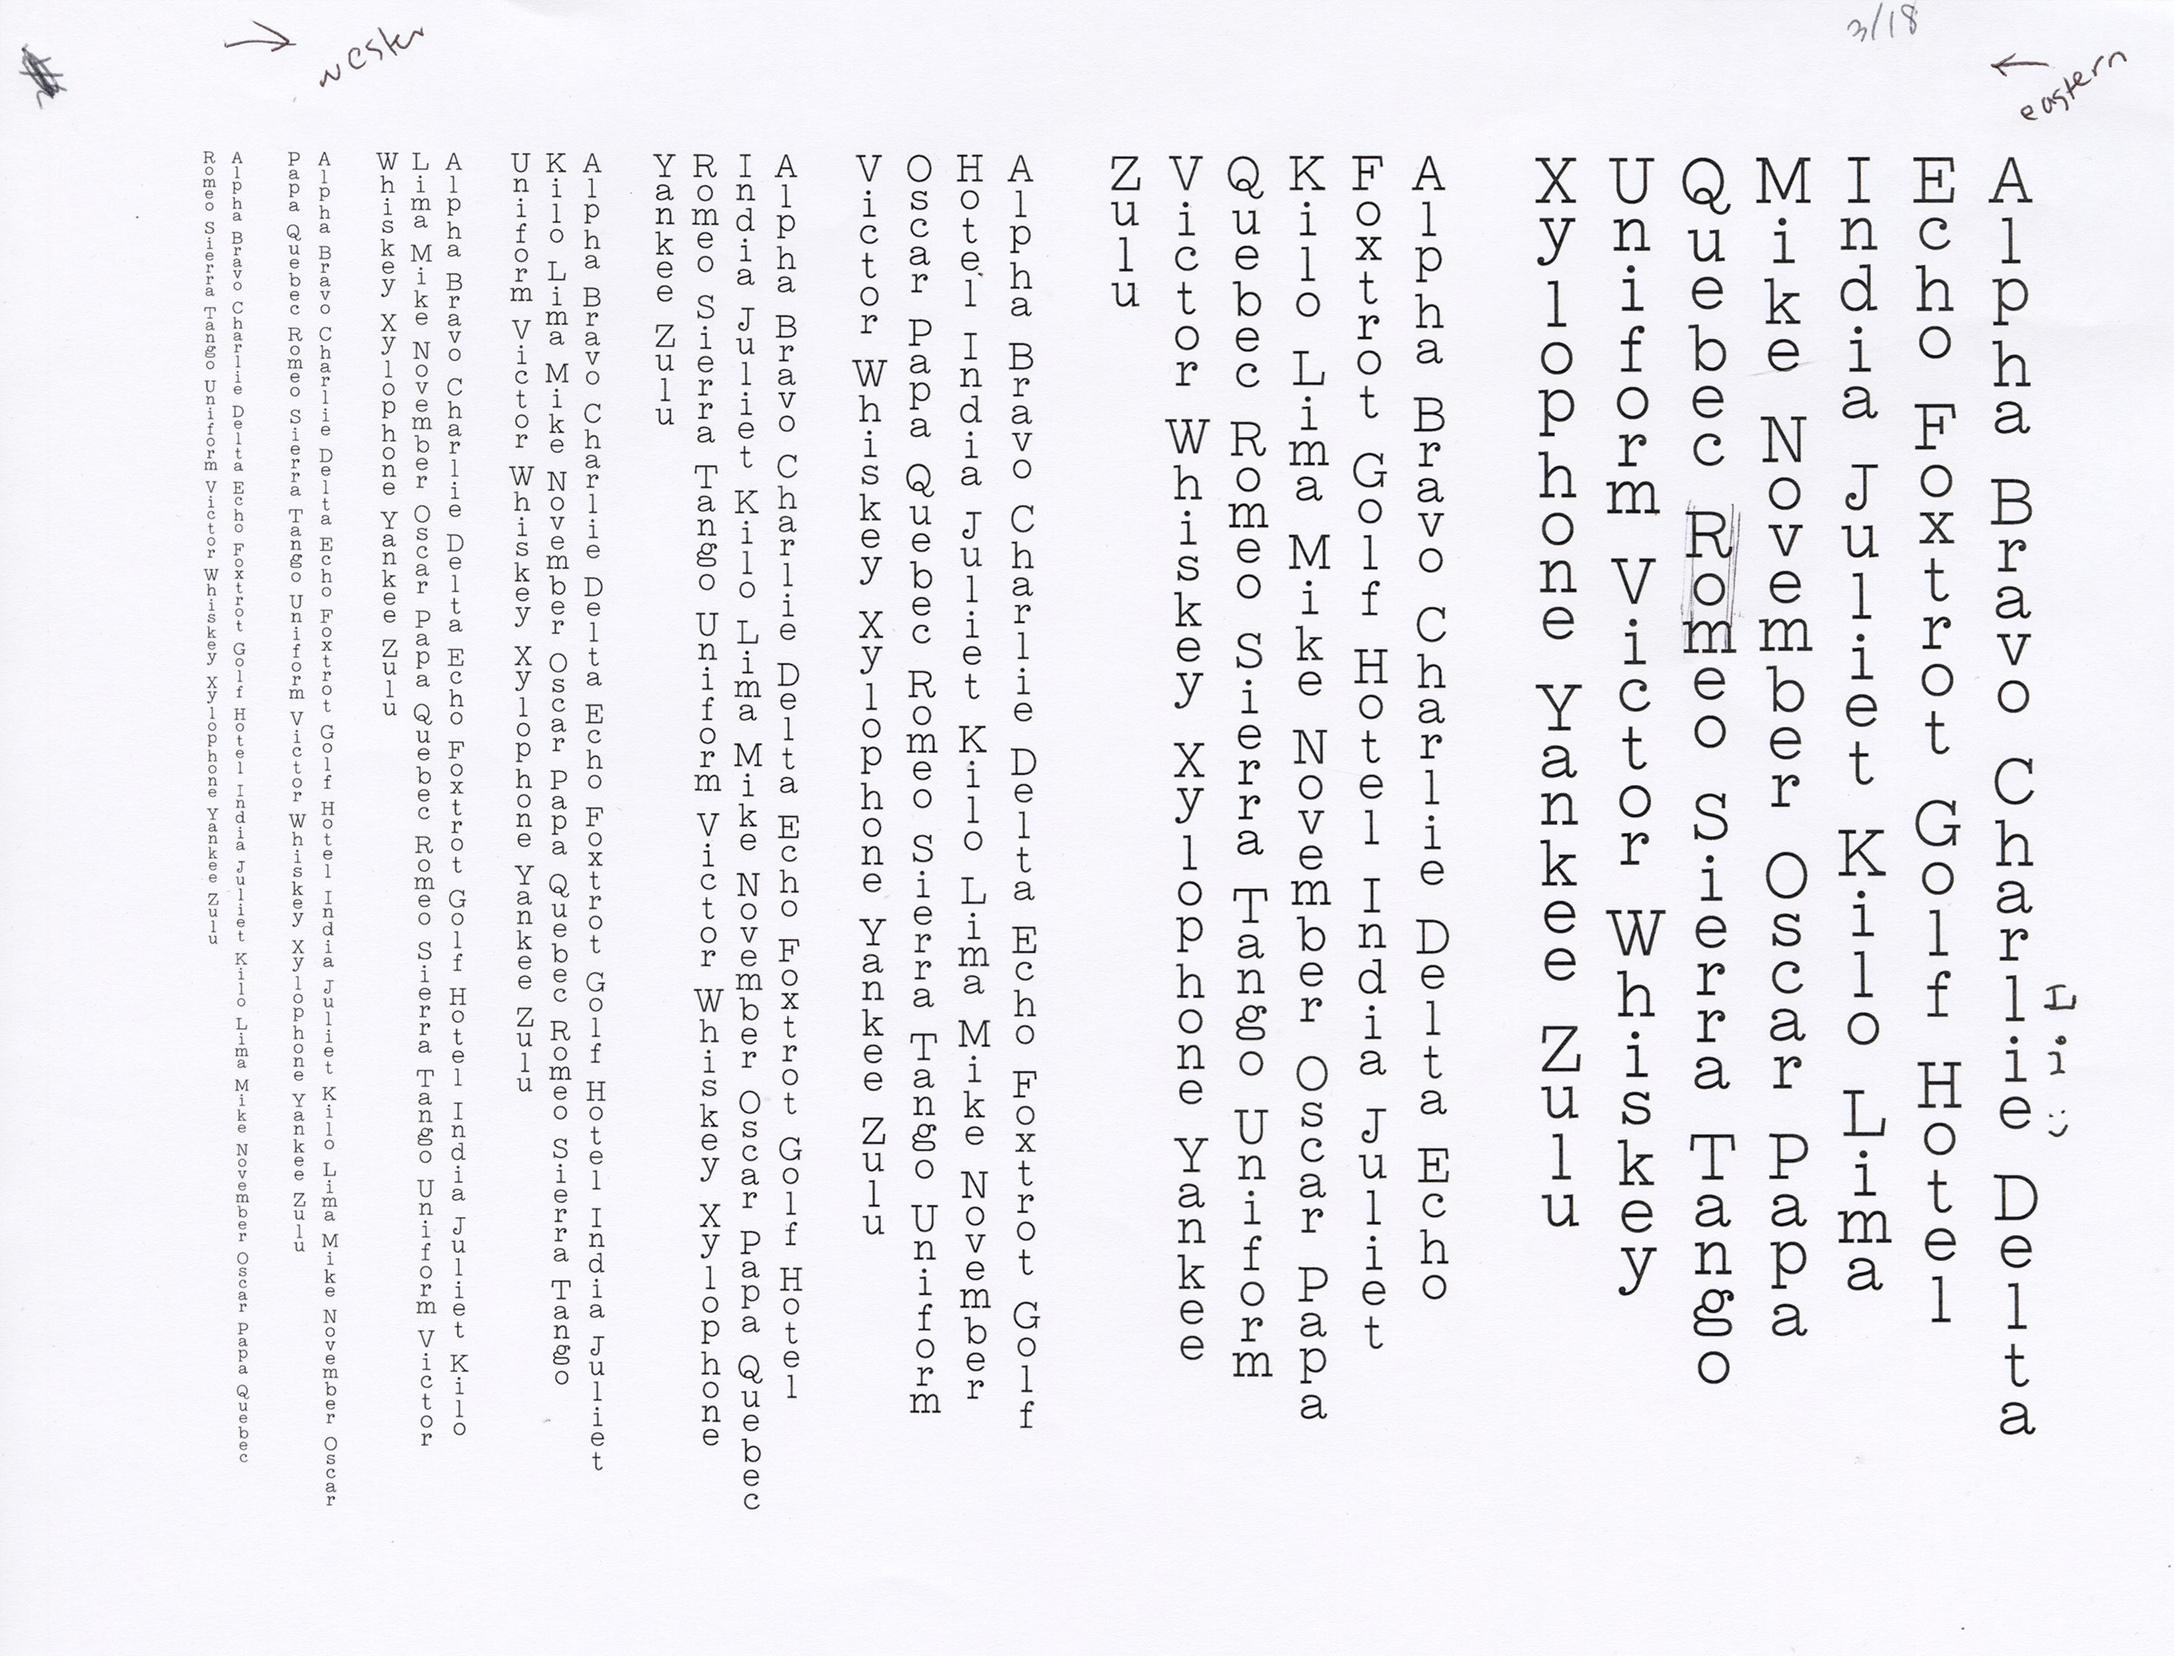 → wester
3/18
← eastern
I i
Alpha Bravo Charlie Delta
Echo Foxtrot Golf Hotel
India Juliet Kilo Lima
Mike November Oscar Papa
Quebec Romeo Sierra Tango
Uniform Victor Whiskey
Xylophone Yankee Zulu
Alpha Bravo Charlie Delta Echo
Foxtrot Golf Hotel India Juliet
Kilo Lima Mike November Oscar Papa
Quebec Romeo Sierra Tango Uniform
Victor Whiskey Xylophone Yankee
Zulu
Alpha Bravo Charlie Delta Echo Foxtrot Golf
Hotel India Juliet Kilo Lima Mike November
Oscar Papa Quebec Romeo Sierra Tango Uniform
Victor Whiskey Xylophone Yankee Zulu
Alpha Bravo Charlie Delta Echo Foxtrot Golf Hotel
India Juliet Kilo Lima Mike November Oscar Papa Quebec
Romeo Sierra Tango Uniform Victor Whiskey Xylophone
Yankee Zulu
Alpha Bravo Charlie Delta Echo Foxtrot Golf Hotel India Juliet
Kilo Lima Mike November Oscar Papa Quebec Romeo Sierra Tango
Uniform Victor Whiskey Xylophone Yankee Zulu
Alpha Bravo Charlie Delta Echo Foxtrot Golf Hotel India Juliet Kilo
Lima Mike November Oscar Papa Quebec Romeo Sierra Tango Uniform Victor
Whiskey Xylophone Yankee Zulu
Alpha Bravo Charlie Delta Echo Foxtrot Golf Hotel India Juliet Kilo Lima Mike November Oscar
Papa Quebec Romeo Sierra Tango Uniform Victor Whiskey Xylophone Yankee Zulu
Alpha Bravo Charlie Delta Echo Foxtrot Golf Hotel India Juliet Kilo Lima Mike November Oscar Papa Quebec
Romeo Sierra Tango Uniform Victor Whiskey Xylophone Yankee Zulu